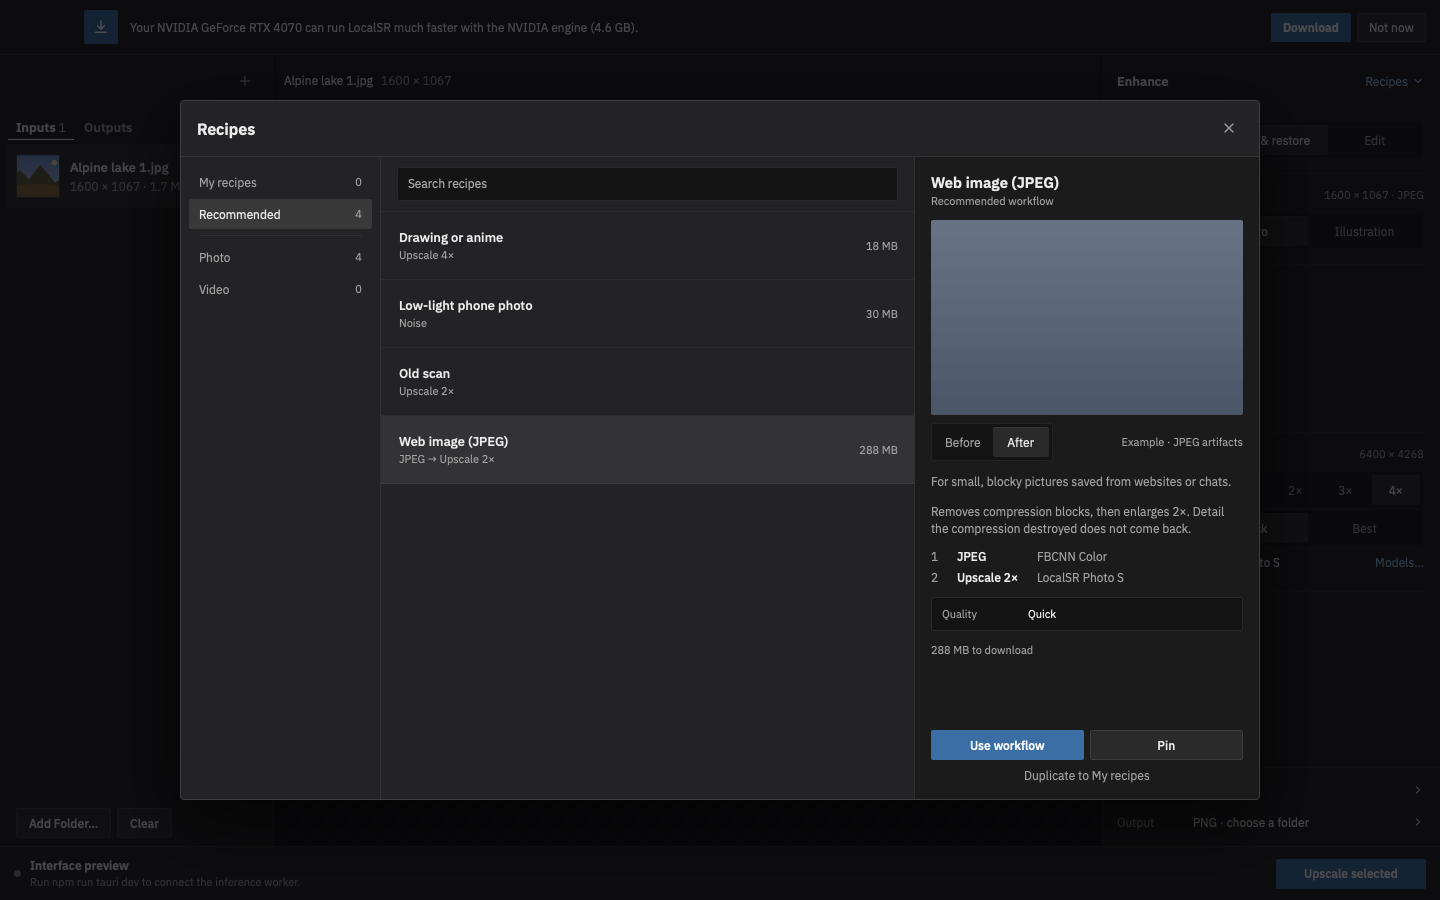 Your NVIDIA GeForce RTX 4070 can run LocalSR much faster with the NVIDIA engine (4.6 GB).
Download
Not now
Alpine lake 1.jpg 1600 × 1067
Enhance
Recipes
Inputs 1
Outputs
Alpine lake 1.jpg
1600 × 1067 · 1.7 M
Recipes
My recipes 0
Recommended 4
Photo 4
Video 0
Search recipes
Drawing or anime
Upscale 4×
18 MB
Low-light phone photo
Noise
30 MB
Old scan
Upscale 2×
Web image (JPEG)
JPEG → Upscale 2×
288 MB
Web image (JPEG)
Recommended workflow
Before
After
Example · JPEG artifacts
For small, blocky pictures saved from websites or chats.
Removes compression blocks, then enlarges 2×. Detail
the compression destroyed does not come back.
1 JPEG FBCNN Color
2 Upscale 2× LocalSR Photo S
Quality Quick
288 MB to download
Use workflow
Pin
Duplicate to My recipes
& restore
Edit
1600 × 1067 · JPEG
Illustration
6400 × 4268
2× 3× 4×
Best
to S
Models...
Output PNG · choose a folder
Add Folder...
Clear
Interface preview
Run npm run tauri dev to connect the inference worker.
Upscale selected